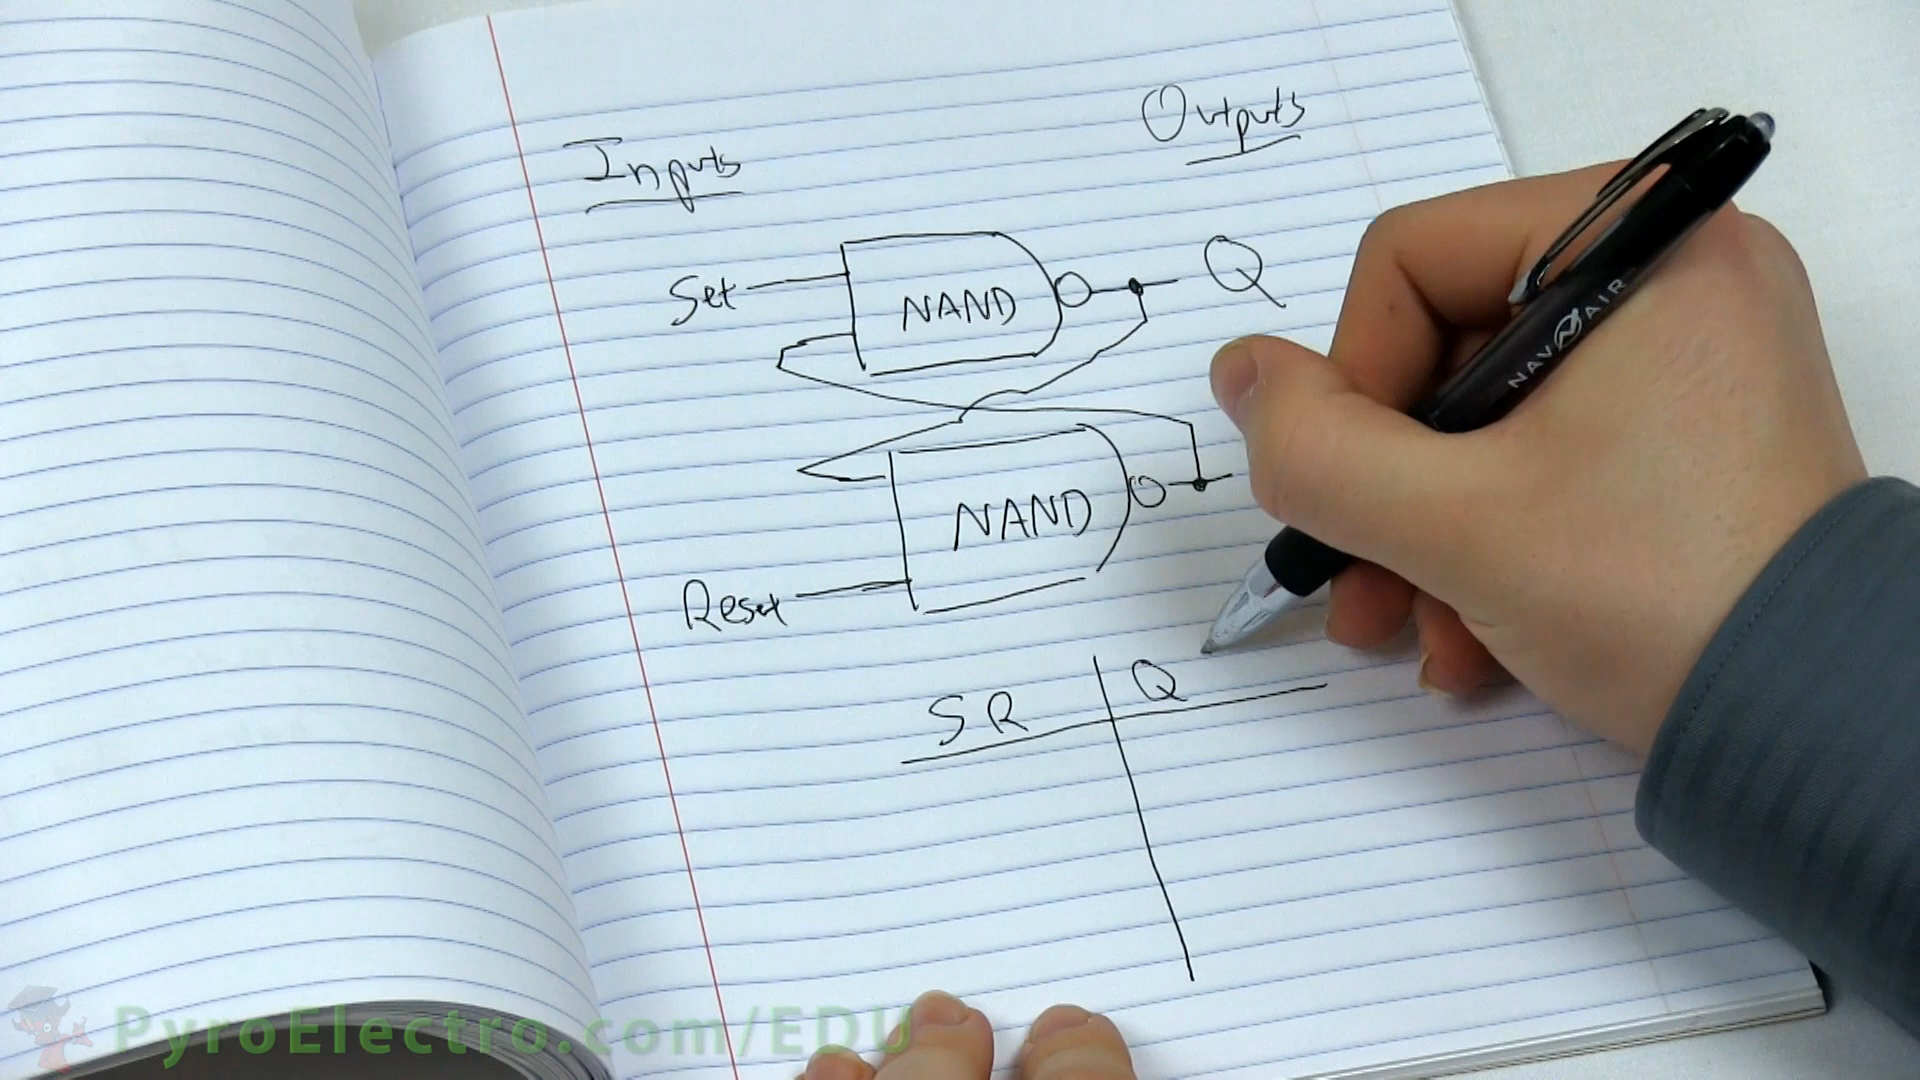 Inputs
Outputs
Set
NAND
Q
NAND
Reset
S R
Q
NAVAIR
PyroElectro.com/EDU